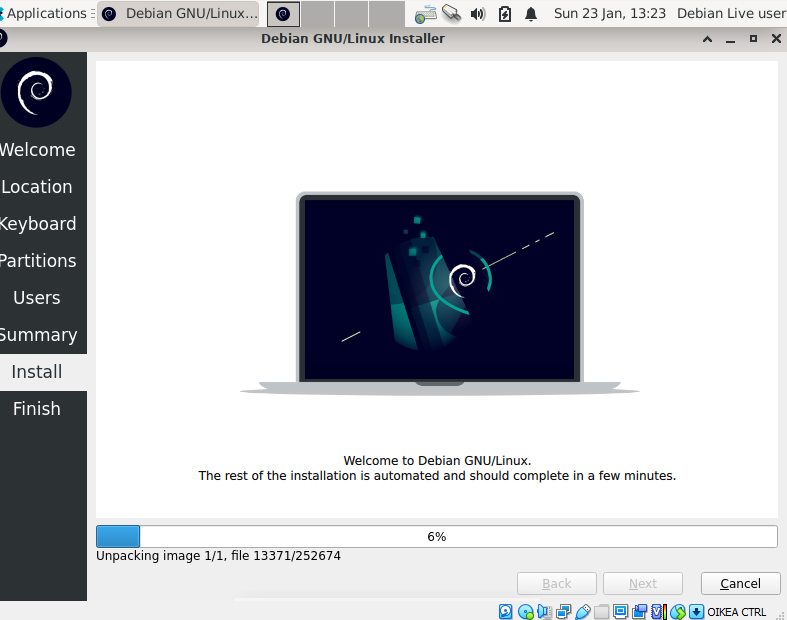 Applications
Debian GNU/Linux...
Sun 23 Jan, 13:23
Debian Live user
Debian GNU/Linux Installer
Welcome
Location
Keyboard
Partitions
Users
Summary
Install
Finish
Welcome to Debian GNU/Linux.
The rest of the installation is automated and should complete in a few minutes.
6%
Unpacking image 1/1, file 13371/252674
Back
Next
Cancel
OIKEA CTRL